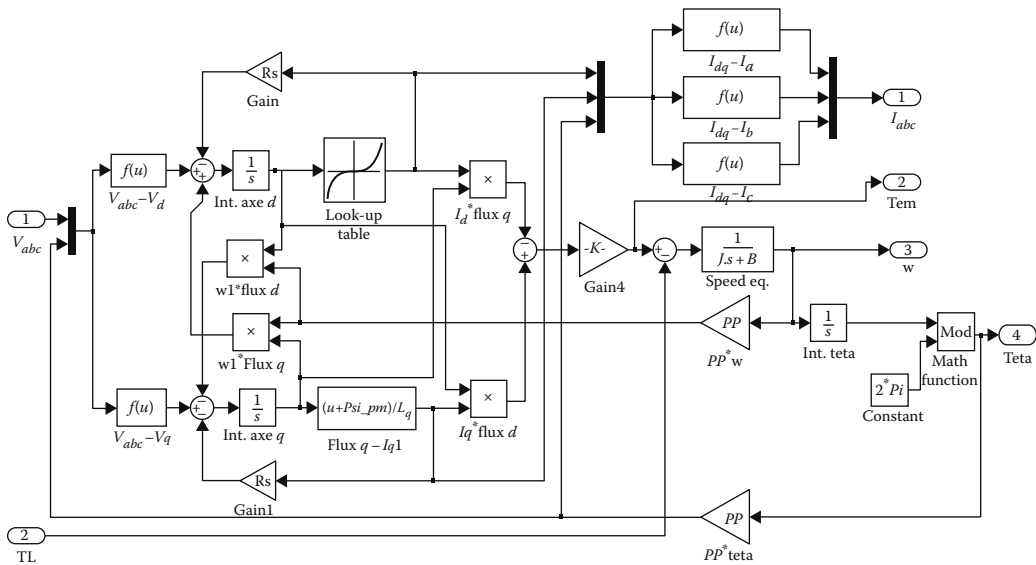 f(u)
I_dq–I_a
Rs
Gain
f(u)
I_dq–I_b
1
I_abc
f(u)
I_dq–I_c
f(u)
V_abc–V_d
−
+
+
1
s
Int. axe d
Look-up
table
×
I_d*flux q
2
Tem
1
V_abc
×
w1*flux d
−
+
-K-
Gain4
+
−
1
J.s + B
Speed eq.
3
w
×
w1*Flux q
PP
PP*w
1
s
Int. teta
Mod
Math
function
4
Teta
2*Pi
Constant
f(u)
V_abc–V_q
+
−
−
1
s
Int. axe q
(u+Psi_pm)/L_q
Flux q – Iq1
×
Iq*flux d
Rs
Gain1
PP
PP*teta
2
TL